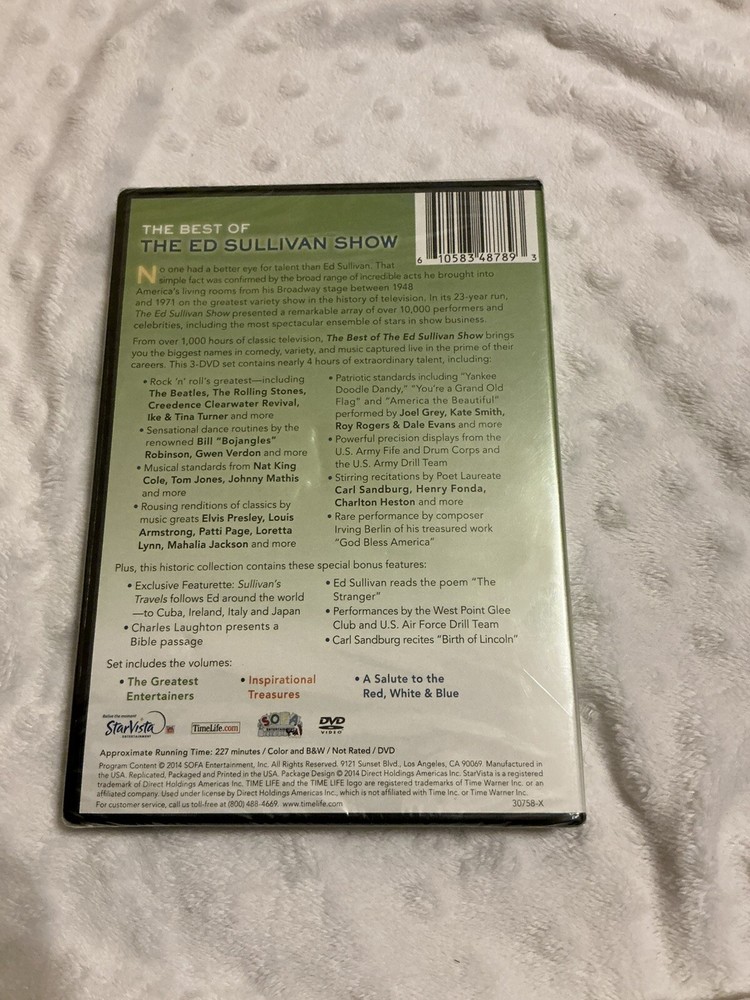 THE BEST OF
THE ED SULLIVAN SHOW
6 10583 48789 3
No one had a better eye for talent than Ed Sullivan. That
simple fact was confirmed by the broad range of incredible acts he brought into
America's living rooms from his Broadway stage between 1948
and 1971 on the greatest variety show in the history of television. In its 23-year run,
The Ed Sullivan Show presented a remarkable array of over 10,000 performers and
celebrities, including the most spectacular ensemble of stars in show business.
From over 1,000 hours of classic television, The Best of The Ed Sullivan Show brings
you the biggest names in comedy, variety, and music captured live in the prime of their
careers. This 3-DVD set contains nearly 4 hours of extraordinary talent, including:
• Rock 'n' roll's greatest—including
The Beatles, The Rolling Stones,
Creedence Clearwater Revival,
Ike & Tina Turner and more
• Sensational dance routines by the
renowned Bill "Bojangles"
Robinson, Gwen Verdon and more
• Musical standards from Nat King
Cole, Tom Jones, Johnny Mathis
and more
• Rousing renditions of classics by
music greats Elvis Presley, Louis
Armstrong, Patti Page, Loretta
Lynn, Mahalia Jackson and more
• Patriotic standards including "Yankee
Doodle Dandy," "You're a Grand Old
Flag" and "America the Beautiful"
performed by Joel Grey, Kate Smith,
Roy Rogers & Dale Evans and more
• Powerful precision displays from the
U.S. Army Fife and Drum Corps and
the U.S. Army Drill Team
• Stirring recitations by Poet Laureate
Carl Sandburg, Henry Fonda,
Charlton Heston and more
• Rare performance by composer
Irving Berlin of his treasured work
"God Bless America"
Plus, this historic collection contains these special bonus features:
• Exclusive Featurette: Sullivan's
Travels follows Ed around the world
—to Cuba, Ireland, Italy and Japan
• Charles Laughton presents a
Bible passage
• Ed Sullivan reads the poem "The
Stranger"
• Performances by the West Point Glee
Club and U.S. Air Force Drill Team
• Carl Sandburg recites "Birth of Lincoln"
Set includes the volumes:
• The Greatest
Entertainers
• Inspirational
Treasures
• A Salute to the
Red, White & Blue
StarVista
ENTERTAINMENT
TimeLife.com
SOFA
ENTERTAINMENT
DVD
VIDEO
Approximate Running Time: 227 minutes / Color and B&W / Not Rated / DVD
Program Content © 2014 SOFA Entertainment, Inc. All Rights Reserved. 9121 Sunset Blvd., Los Angeles, CA 90069. Manufactured in
the USA. Replicated, Packaged and Printed in the USA. Package Design © 2014 Direct Holdings Americas Inc. StarVista is a registered
trademark of Direct Holdings Americas Inc. TIME LIFE and the TIME LIFE logo are registered trademarks of Time Warner Inc. or an
affiliated company. Used under license by Direct Holdings Americas Inc., which is not affiliated with Time Inc. or Time Warner Inc.
For customer service, call us toll-free at (800) 488-4669. www.timelife.com
30758-X